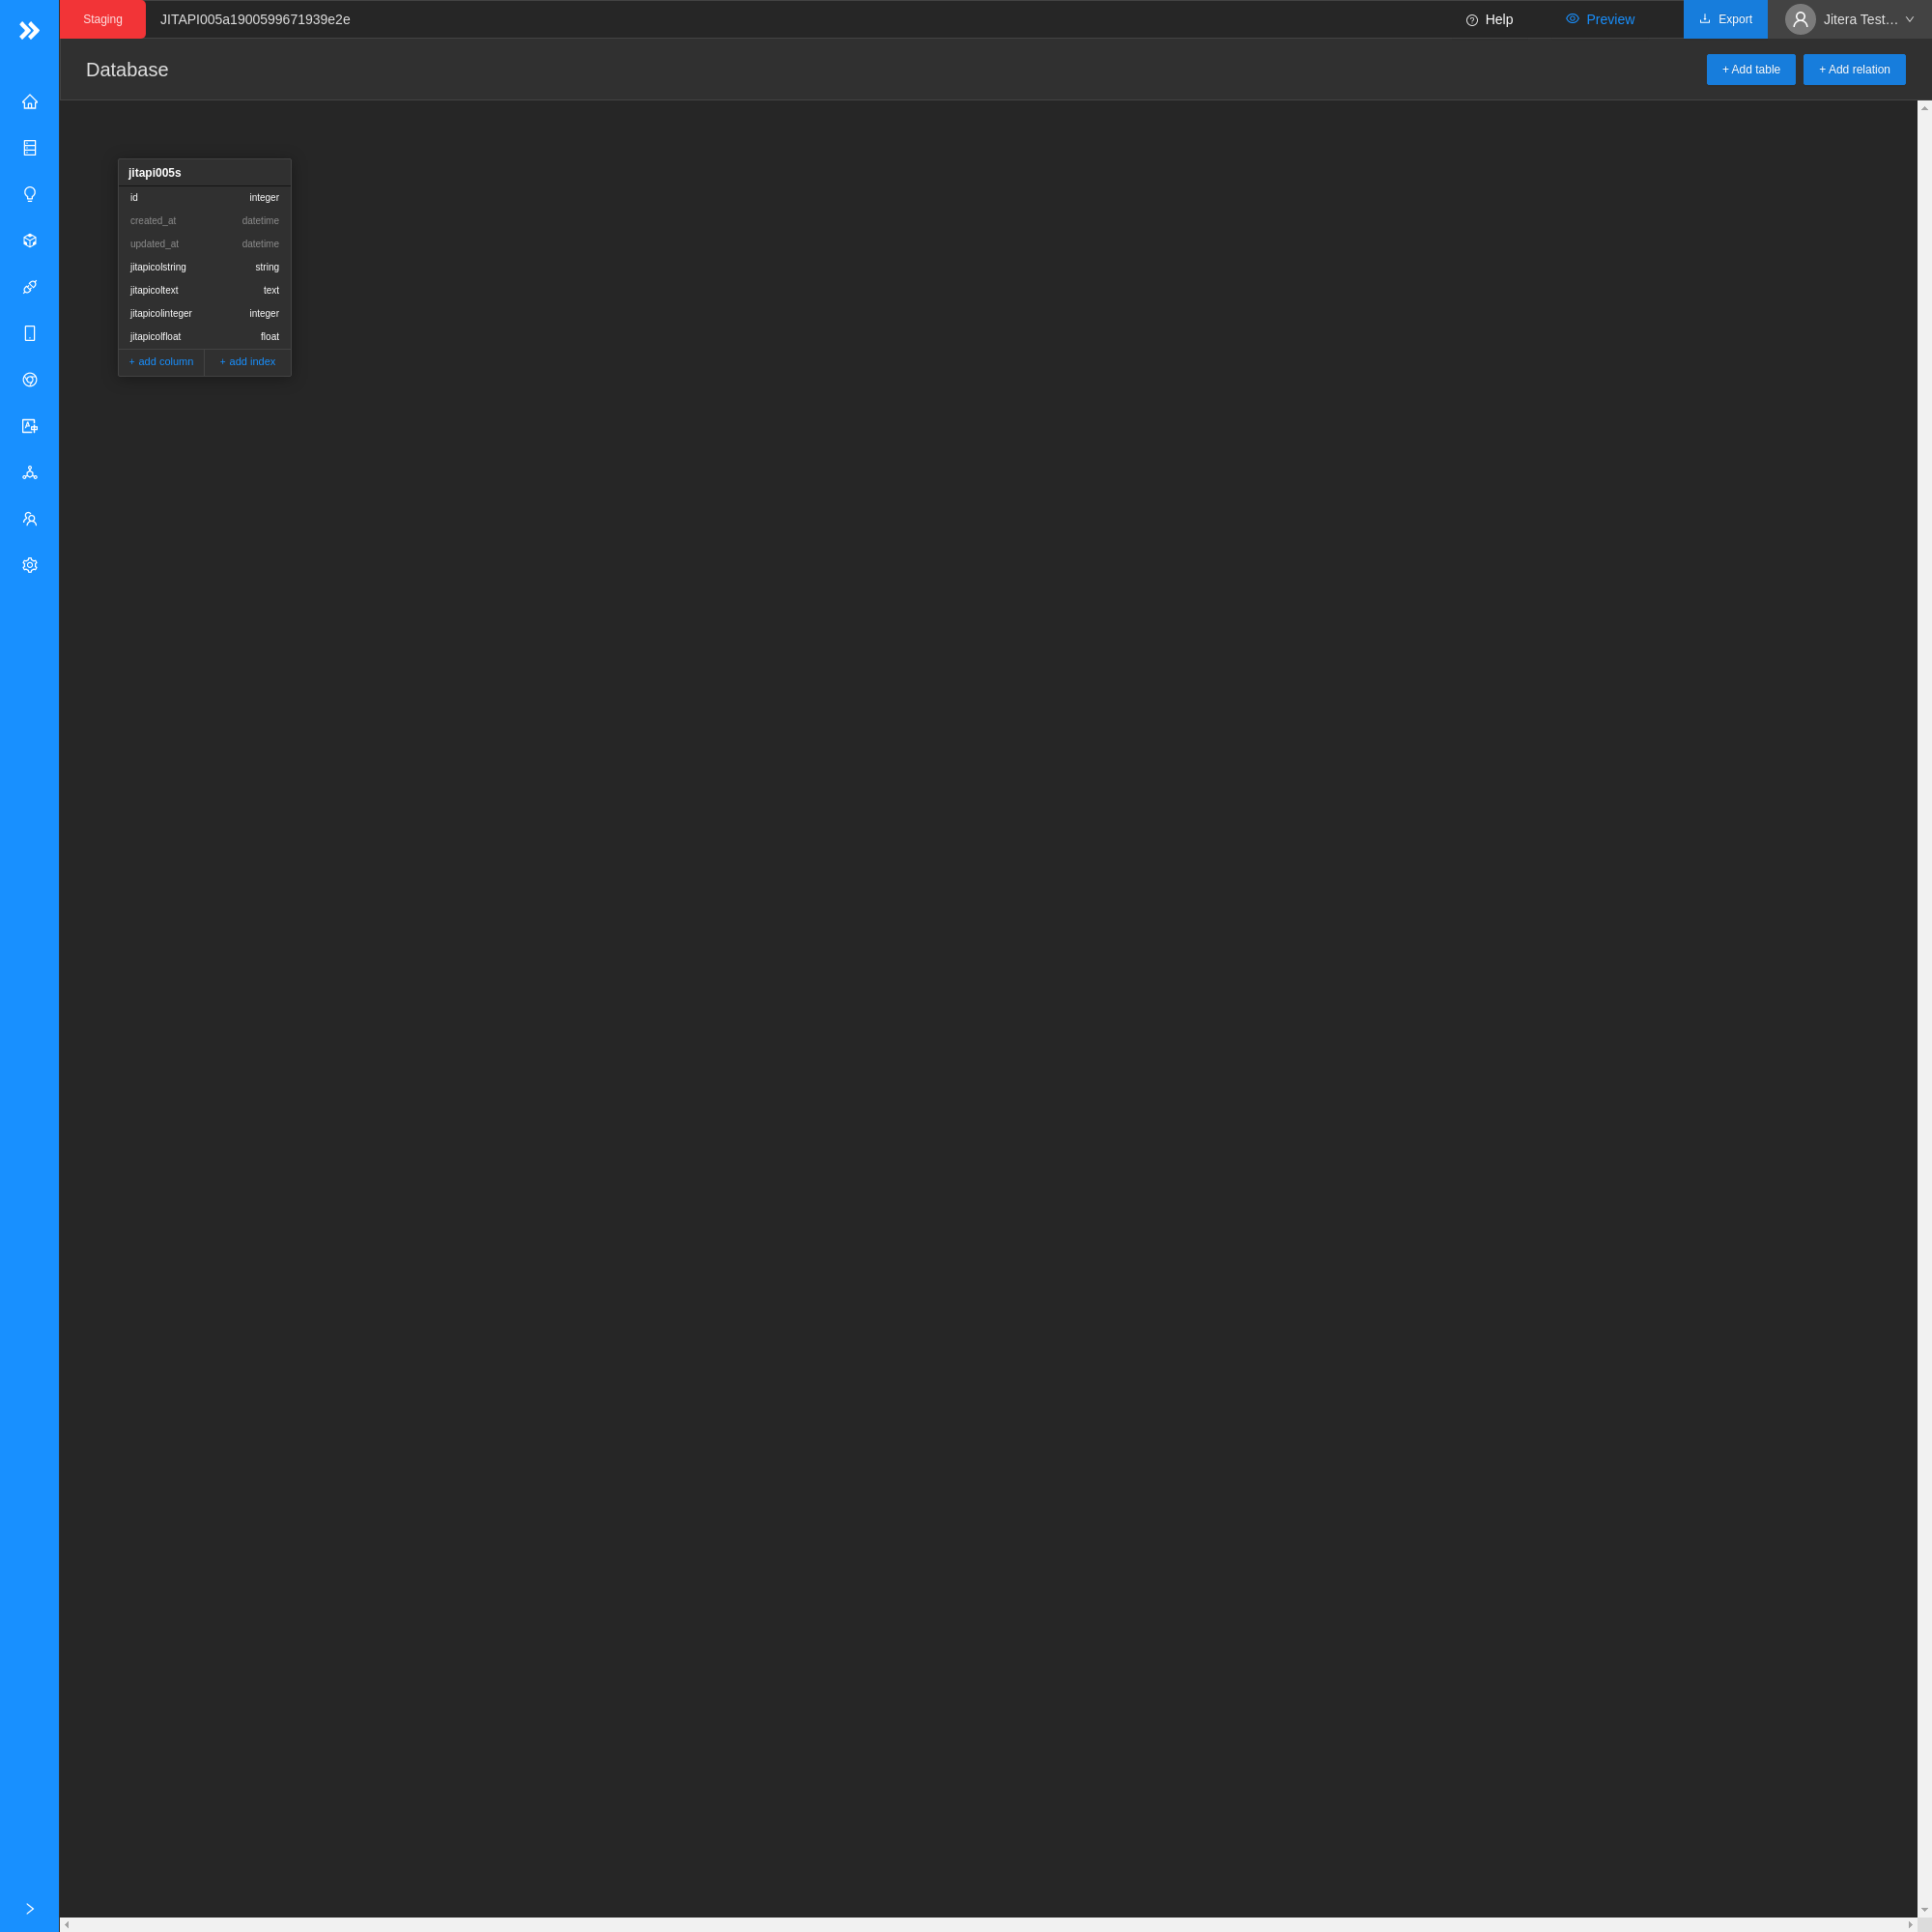 Staging JITAPI005a1900599671939e2e Help Preview Export Jitera Test…
Database + Add table + Add relation
jitapi005s
id integer
created_at datetime
updated_at datetime
jitapicolstring string
jitapicoltext text
jitapicolinteger integer
jitapicolfloat float
+ add column + add index